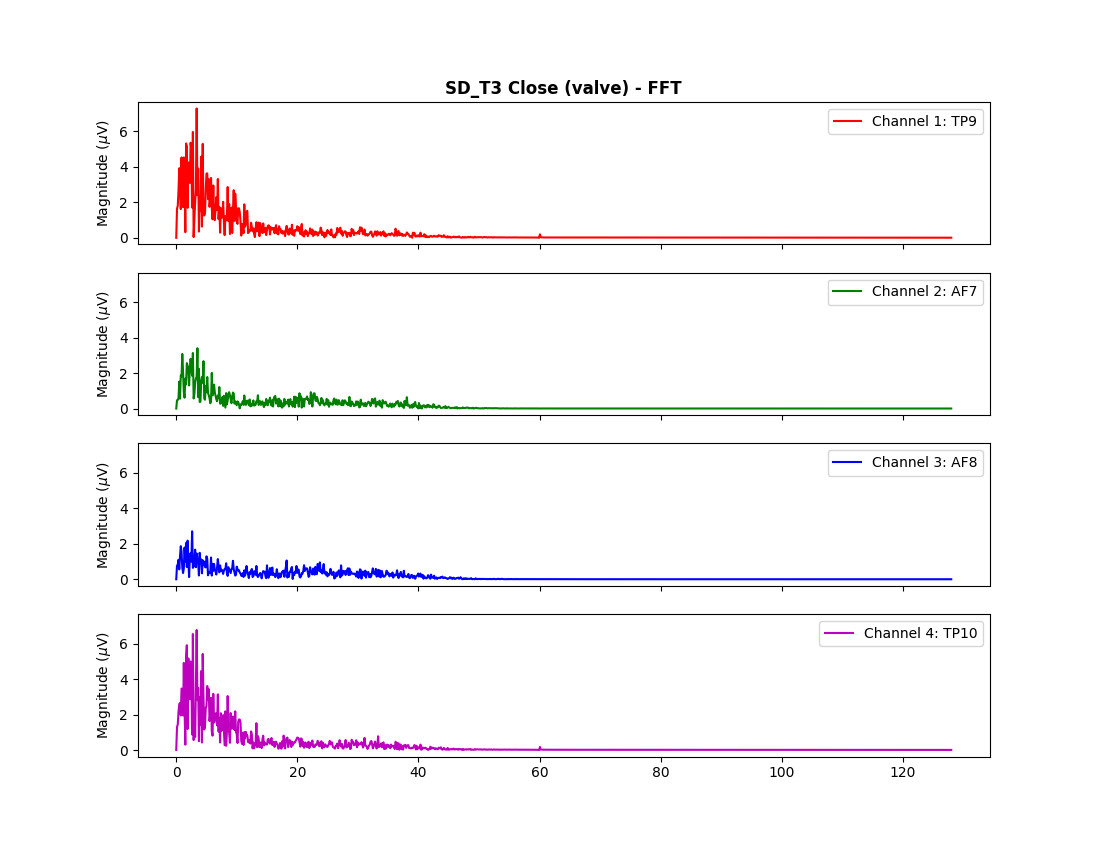 SD_T3 Close (valve) - FFT
Magnitude (μV)
6
4
2
0
Channel 1: TP9
Magnitude (μV)
6
4
2
0
Channel 2: AF7
Magnitude (μV)
6
4
2
0
Channel 3: AF8
Magnitude (μV)
6
4
2
0
Channel 4: TP10
0 20 40 60 80 100 120